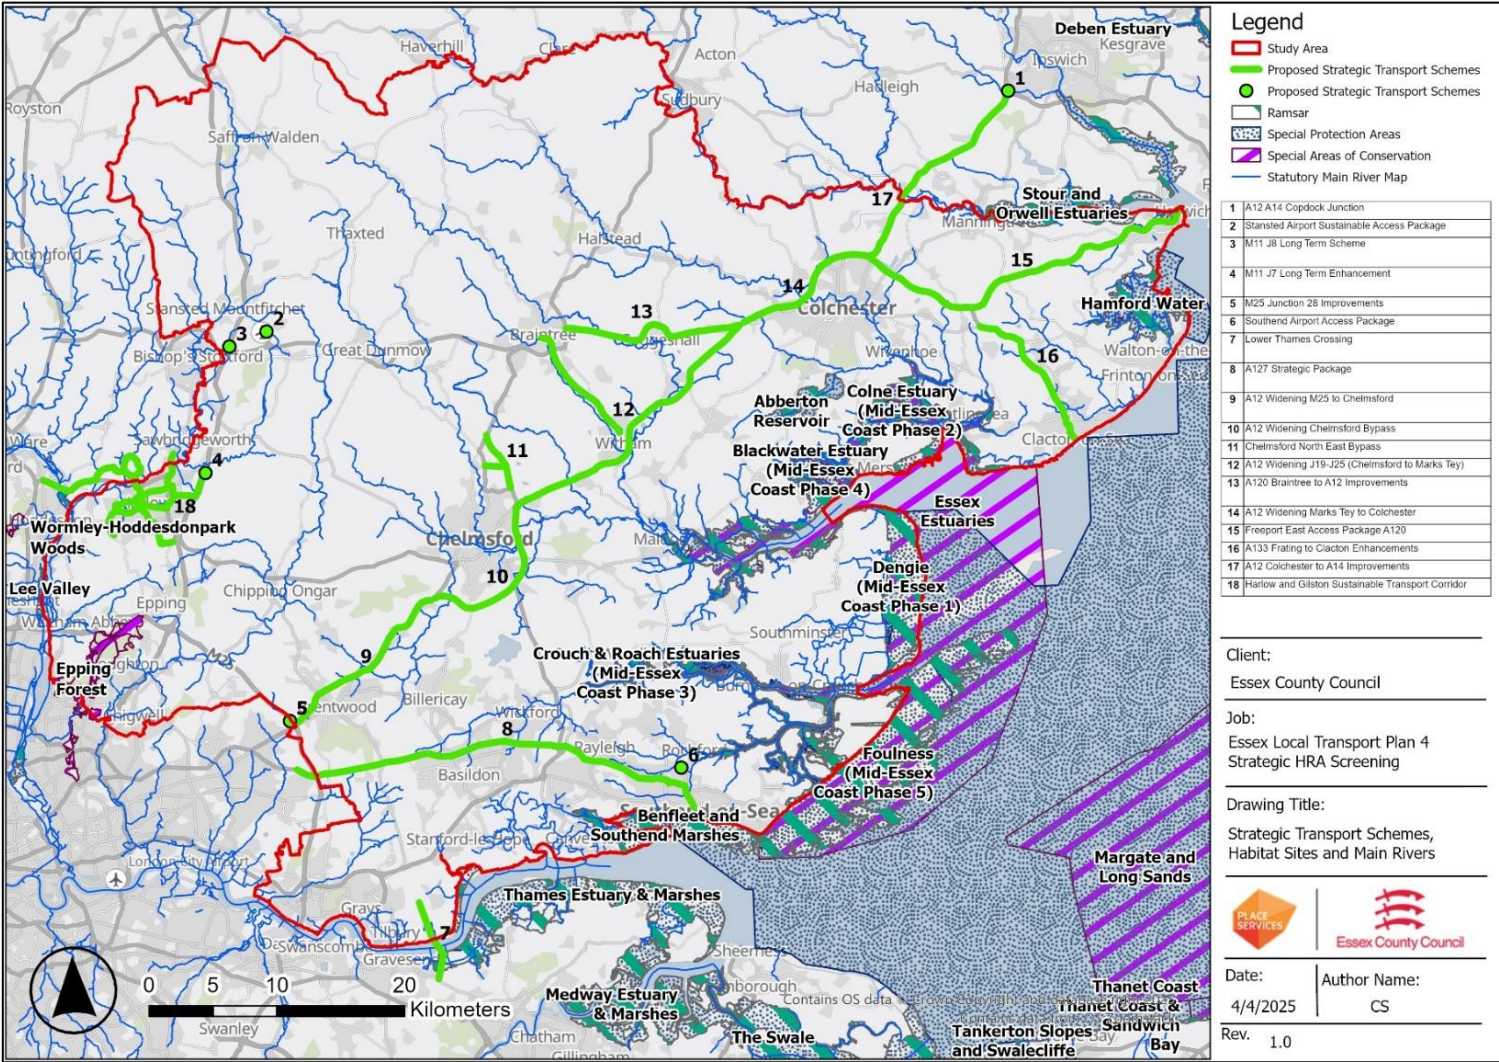 Deben Estuary
Kesgrave
Ipswich
Haverhill
Clare
Acton
1
Hadleigh
Royston
Sudbury
Saffron Walden
17
Stour and
Orwell Estuaries
Thaxted
Halstead
15
14
Hamford Water
Stansted Mountfitchet
Colchester
13
2
3
Braintree
Bishop's Stortford
Great Dunmow
Wivenhoe
16
Walton-on-the
Abberton
Reservoir
Colne Estuary
(Mid-Essex
Coast Phase 2)
12
Witham
Ware
Sawbridgeworth
11
Blackwater Estuary
(Mid-Essex
Coast Phase 4)
4
18
Essex
Estuaries
Wormley-Hoddesdonpark
Woods
Chelmsford
10
Lee Valley
Dengie
(Mid-Essex
Coast Phase 1)
Epping
Chipping Ongar
Southminster
M25
9
Crouch & Roach Estuaries
(Mid-Essex
Coast Phase 3)
Epping
Forest
Billericay
5
Wickford
8
Rayleigh
6
Basildon
Foulness
(Mid-Essex
Coast Phase 5)
Benfleet and
Southend Marshes
Stanford-le-Hope
London City Airport
Margate and
Long Sands
Thames Estuary & Marshes
Grays
Tilbury
7
Swanscombe
Gravesend
Sheerness
0 5 10 20
Kilometers
Medway Estuary
& Marshes
Swanley
Chatham
Gillingham
The Swale
Thanet Coast
Thanet Coast &
Sandwich
Bay
Tankerton Slopes
and Swalecliffe
Legend
Study Area
Proposed Strategic Transport Schemes
Proposed Strategic Transport Schemes
Ramsar
Special Protection Areas
Special Areas of Conservation
Statutory Main River Map
1 A12 A14 Copdock Junction
2 Stansted Airport Sustainable Access Package
3 M11 J8 Long Term Scheme
4 M11 J7 Long Term Enhancement
5 M25 Junction 28 Improvements
6 Southend Airport Access Package
7 Lower Thames Crossing
8 A127 Strategic Package
9 A12 Widening M25 to Chelmsford
10 A12 Widening Chelmsford Bypass
11 Chelmsford North East Bypass
12 A12 Widening J19-J25 (Chelmsford to Marks Tey)
13 A120 Braintree to A12 Improvements
14 A12 Widening Marks Tey to Colchester
15 Freeport East Access Package A120
16 A133 Frating to Clacton Enhancements
17 A12 Colchester to A14 Improvements
18 Harlow and Gilston Sustainable Transport Corridor
Client:
Essex County Council
Job:
Essex Local Transport Plan 4
Strategic HRA Screening
Drawing Title:
Strategic Transport Schemes,
Habitat Sites and Main Rivers
PLACE
SERVICES
Essex County Council
Date:
4/4/2025
Author Name:
CS
Rev. 1.0